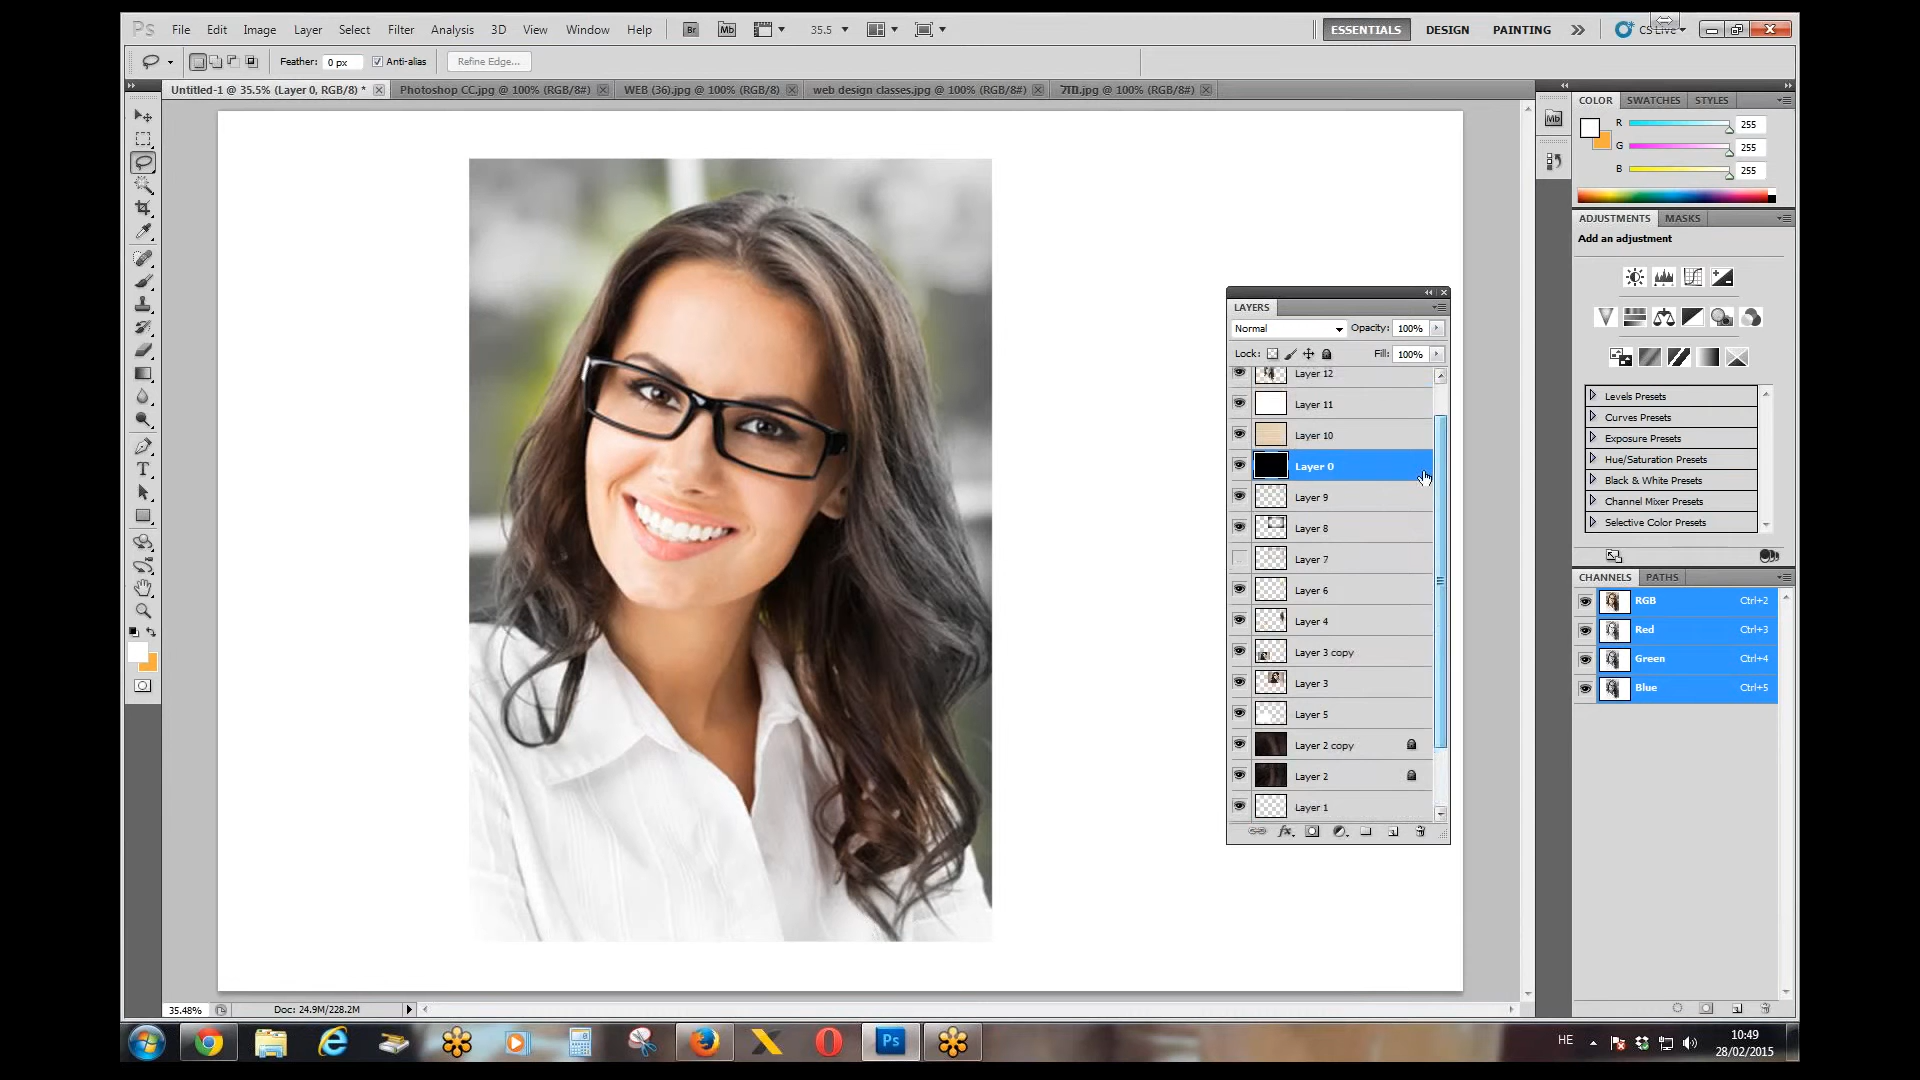 Ps File Edit Image Layer Select Filter Analysis 3D View Window Help Br Mb 35.5 ESSENTIALS DESIGN PAINTING CS Live
Feather: 0 px Anti-alias Refine Edge...
Untitled-1 @ 35.5% (Layer 0, RGB/8) * Photoshop CC.jpg @ 100% (RGB/8#) WEB (36).jpg @ 100% (RGB/8) web design classes.jpg @ 100% (RGB/8#) .jpg @ 100% (RGB/8#)
COLOR SWATCHES STYLES
Mb
R 255
G 255
B 255
ADJUSTMENTS MASKS
Add an adjustment
Levels Presets
Curves Presets
Exposure Presets
Hue/Saturation Presets
Black & White Presets
Channel Mixer Presets
Selective Color Presets
CHANNELS PATHS
RGB Ctrl+2
Red Ctrl+3
Green Ctrl+4
Blue Ctrl+5
LAYERS
Normal Opacity: 100%
Lock: Fill: 100%
Layer 12
Layer 11
Layer 10
Layer 0
Layer 9
Layer 8
Layer 7
Layer 6
Layer 4
Layer 3 copy
Layer 3
Layer 5
Layer 2 copy
Layer 2
Layer 1
fx
T
35.48% Doc: 24.9M/228.2M
Ps
HE
10:49
28/02/2015